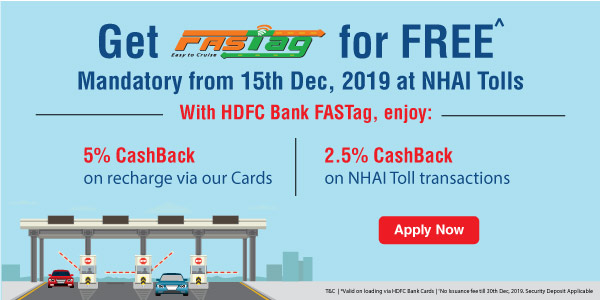 Get FASTag for FREE^
Easy to Cruise
Mandatory from 15th Dec, 2019 at NHAI Tolls
With HDFC Bank FASTag, enjoy:
5% CashBack
on recharge via our Cards
2.5% CashBack
on NHAI Toll transactions
Apply Now
T&C | *Valid on loading via HDFC Bank Cards | ^No issuance fee till 30th Dec, 2019. Security Deposit Applicable